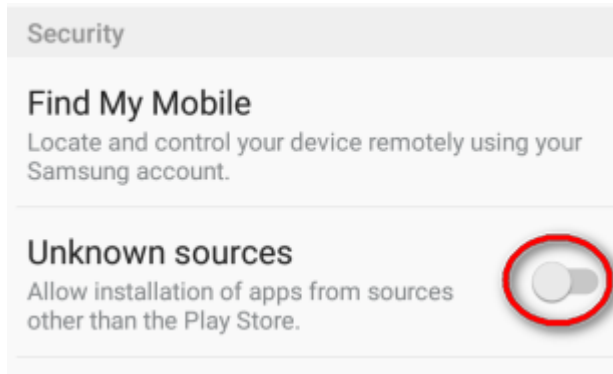 Security
Find My Mobile
Locate and control your device remotely using your
Samsung account.
Unknown sources
Allow installation of apps from sources
other than the Play Store.